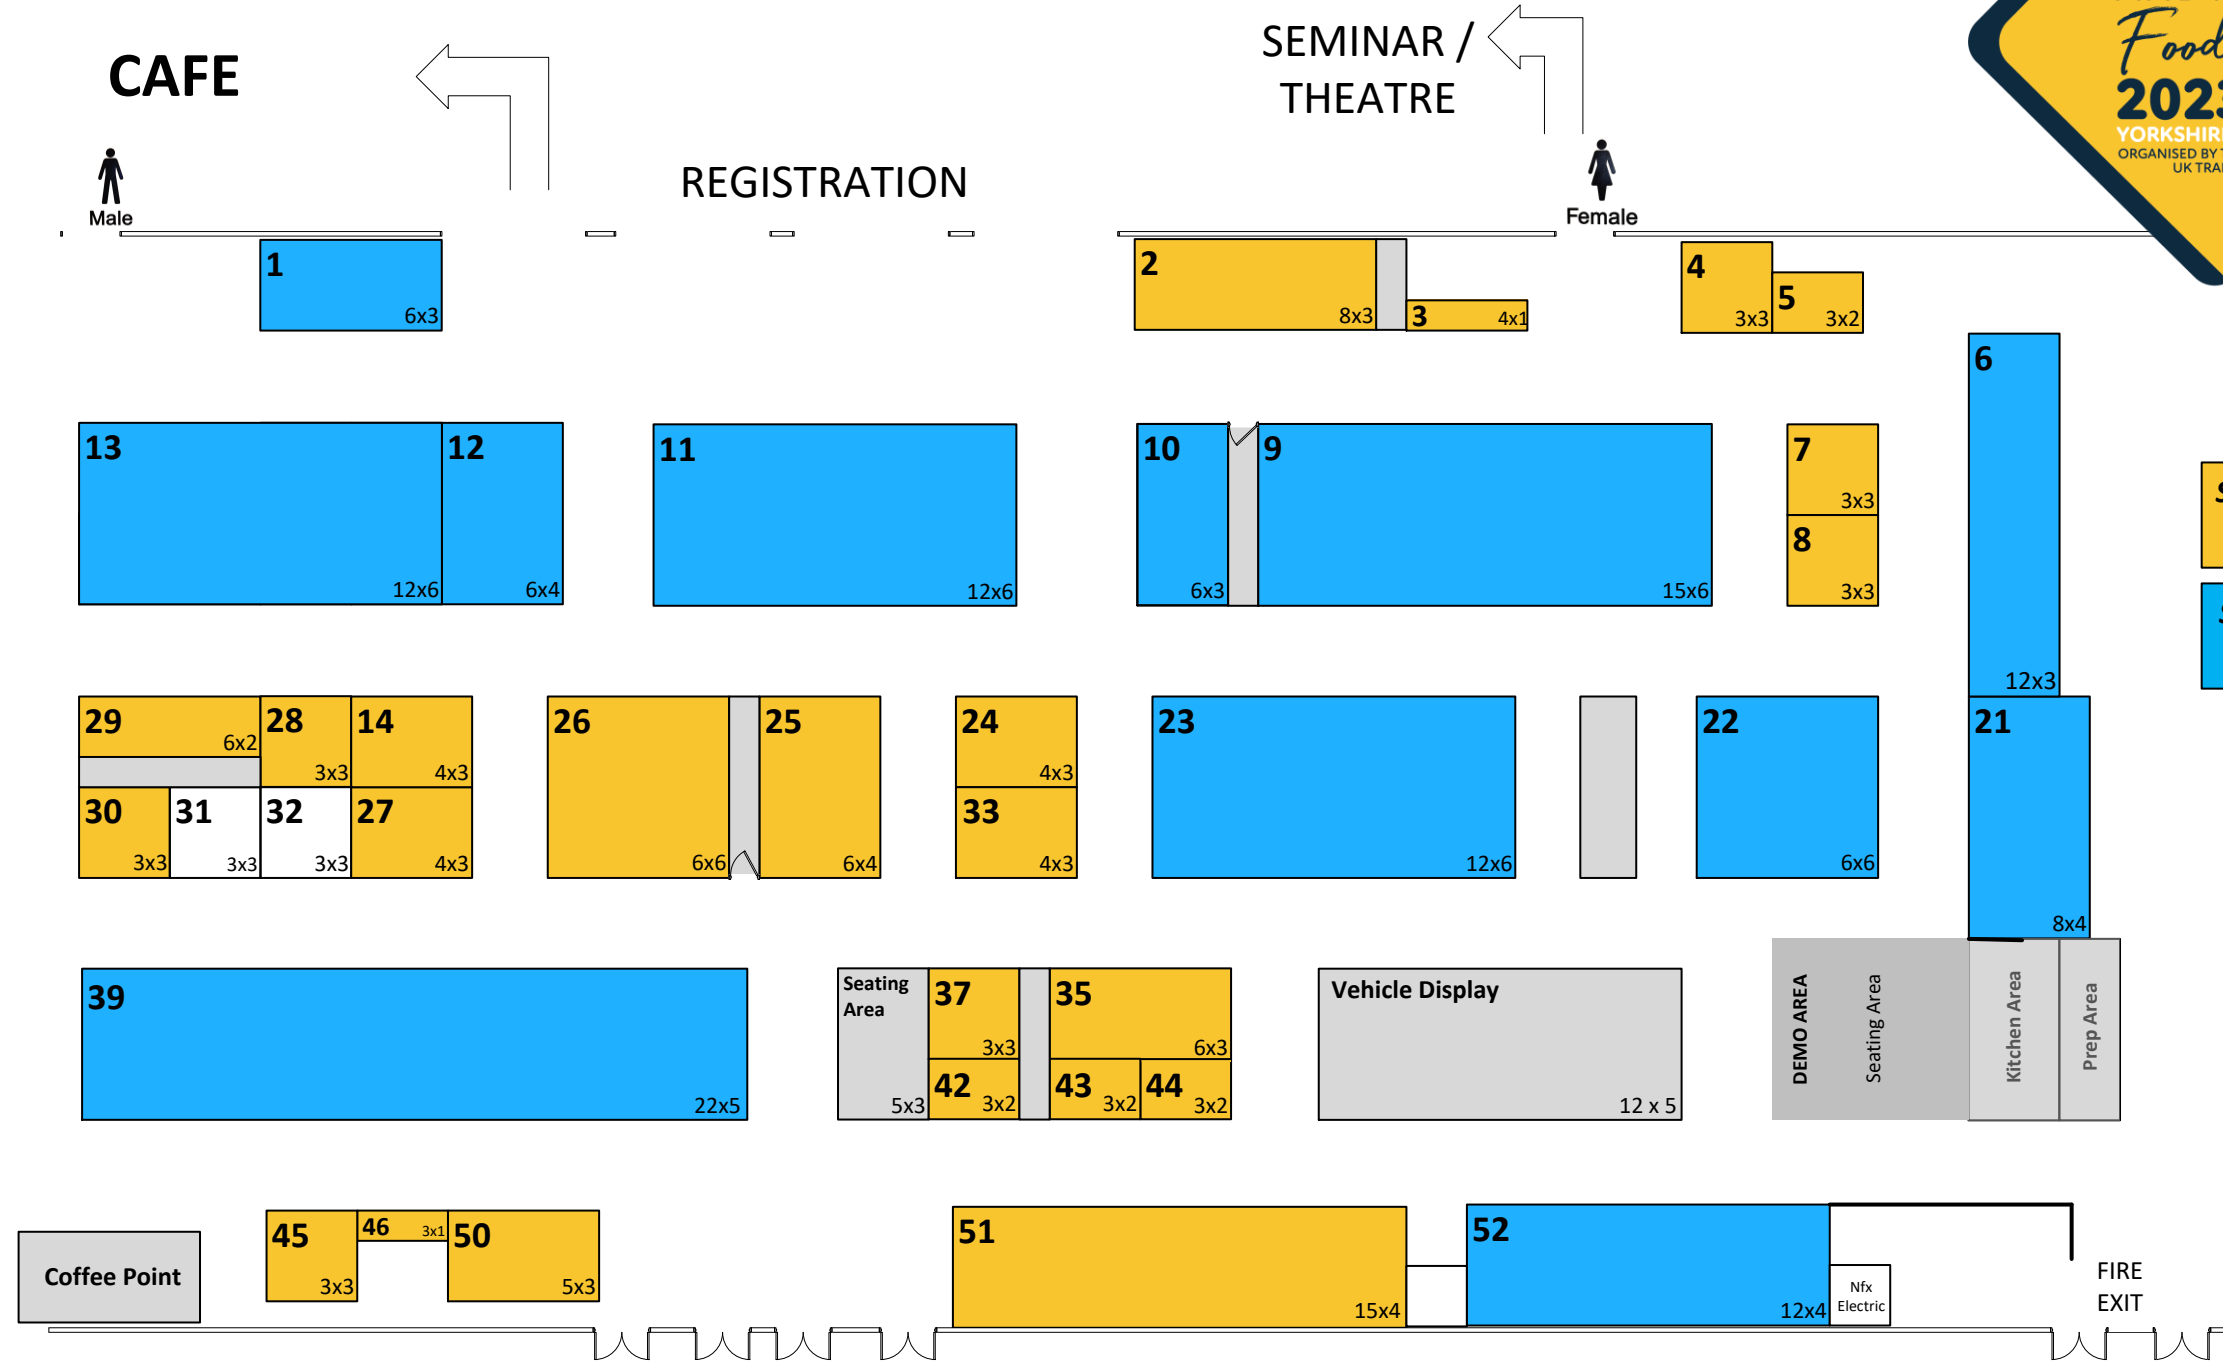 CAFE
SEMINAR /
THEATRE
REGISTRATION
Male
Female
Food
2023
YORKSHIRE
ORGANISED BY
1
6x3
2
8x3
3
4x1
4
3x3
5
3x2
6
12x3
13
12x6
12
6x4
11
12x6
10
6x3
9
15x6
7
3x3
8
3x3
29
6x2
28
3x3
14
4x3
30
3x3
31
3x3
32
3x3
27
4x3
26
6x6
25
6x4
24
4x3
33
4x3
23
12x6
22
6x6
21
8x4
39
22x5
Seating
Area
5x3
37
3x3
35
6x3
42
3x2
43
3x2
44
3x2
Vehicle Display
12 x 5
DEMO AREA
Seating Area
Kitchen Area
Prep Area
Coffee Point
45
3x3
46
3x1
50
5x3
51
15x4
52
12x4
Nfx
Electric
FIRE
EXIT